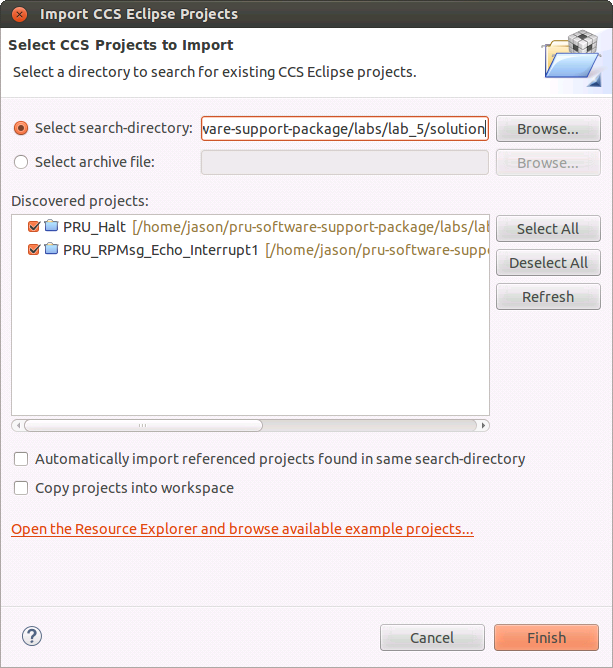 Import CCS Eclipse Projects
Select CCS Projects to Import
Select a directory to search for existing CCS Eclipse projects.
Select search-directory: ware-support-package/labs/lab_5/solution Browse...
Select archive file: Browse...
Discovered projects:
PRU_Halt [/home/jason/pru-software-support-package/labs/lab Select All
PRU_RPMsg_Echo_Interrupt1 [/home/jason/pru-software-suppo
Deselect All
Refresh
Automatically import referenced projects found in same search-directory
Copy projects into workspace
Open the Resource Explorer and browse available example projects...
? Cancel Finish